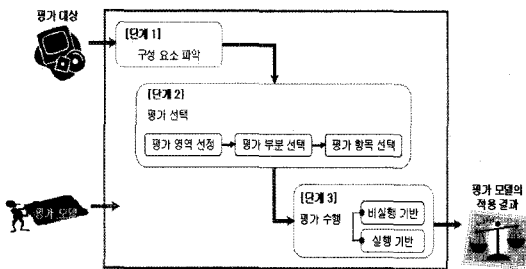 평가 대상
[단계 1]
구성 요소 파악
[단계 2]
평가 선택
평가 영역 선정
평가 부분 선택
평가 항목 선택
평가 모델
[단계 3]
평가 수행
비실행 기반
실행 기반
평가 모델의
적용 결과